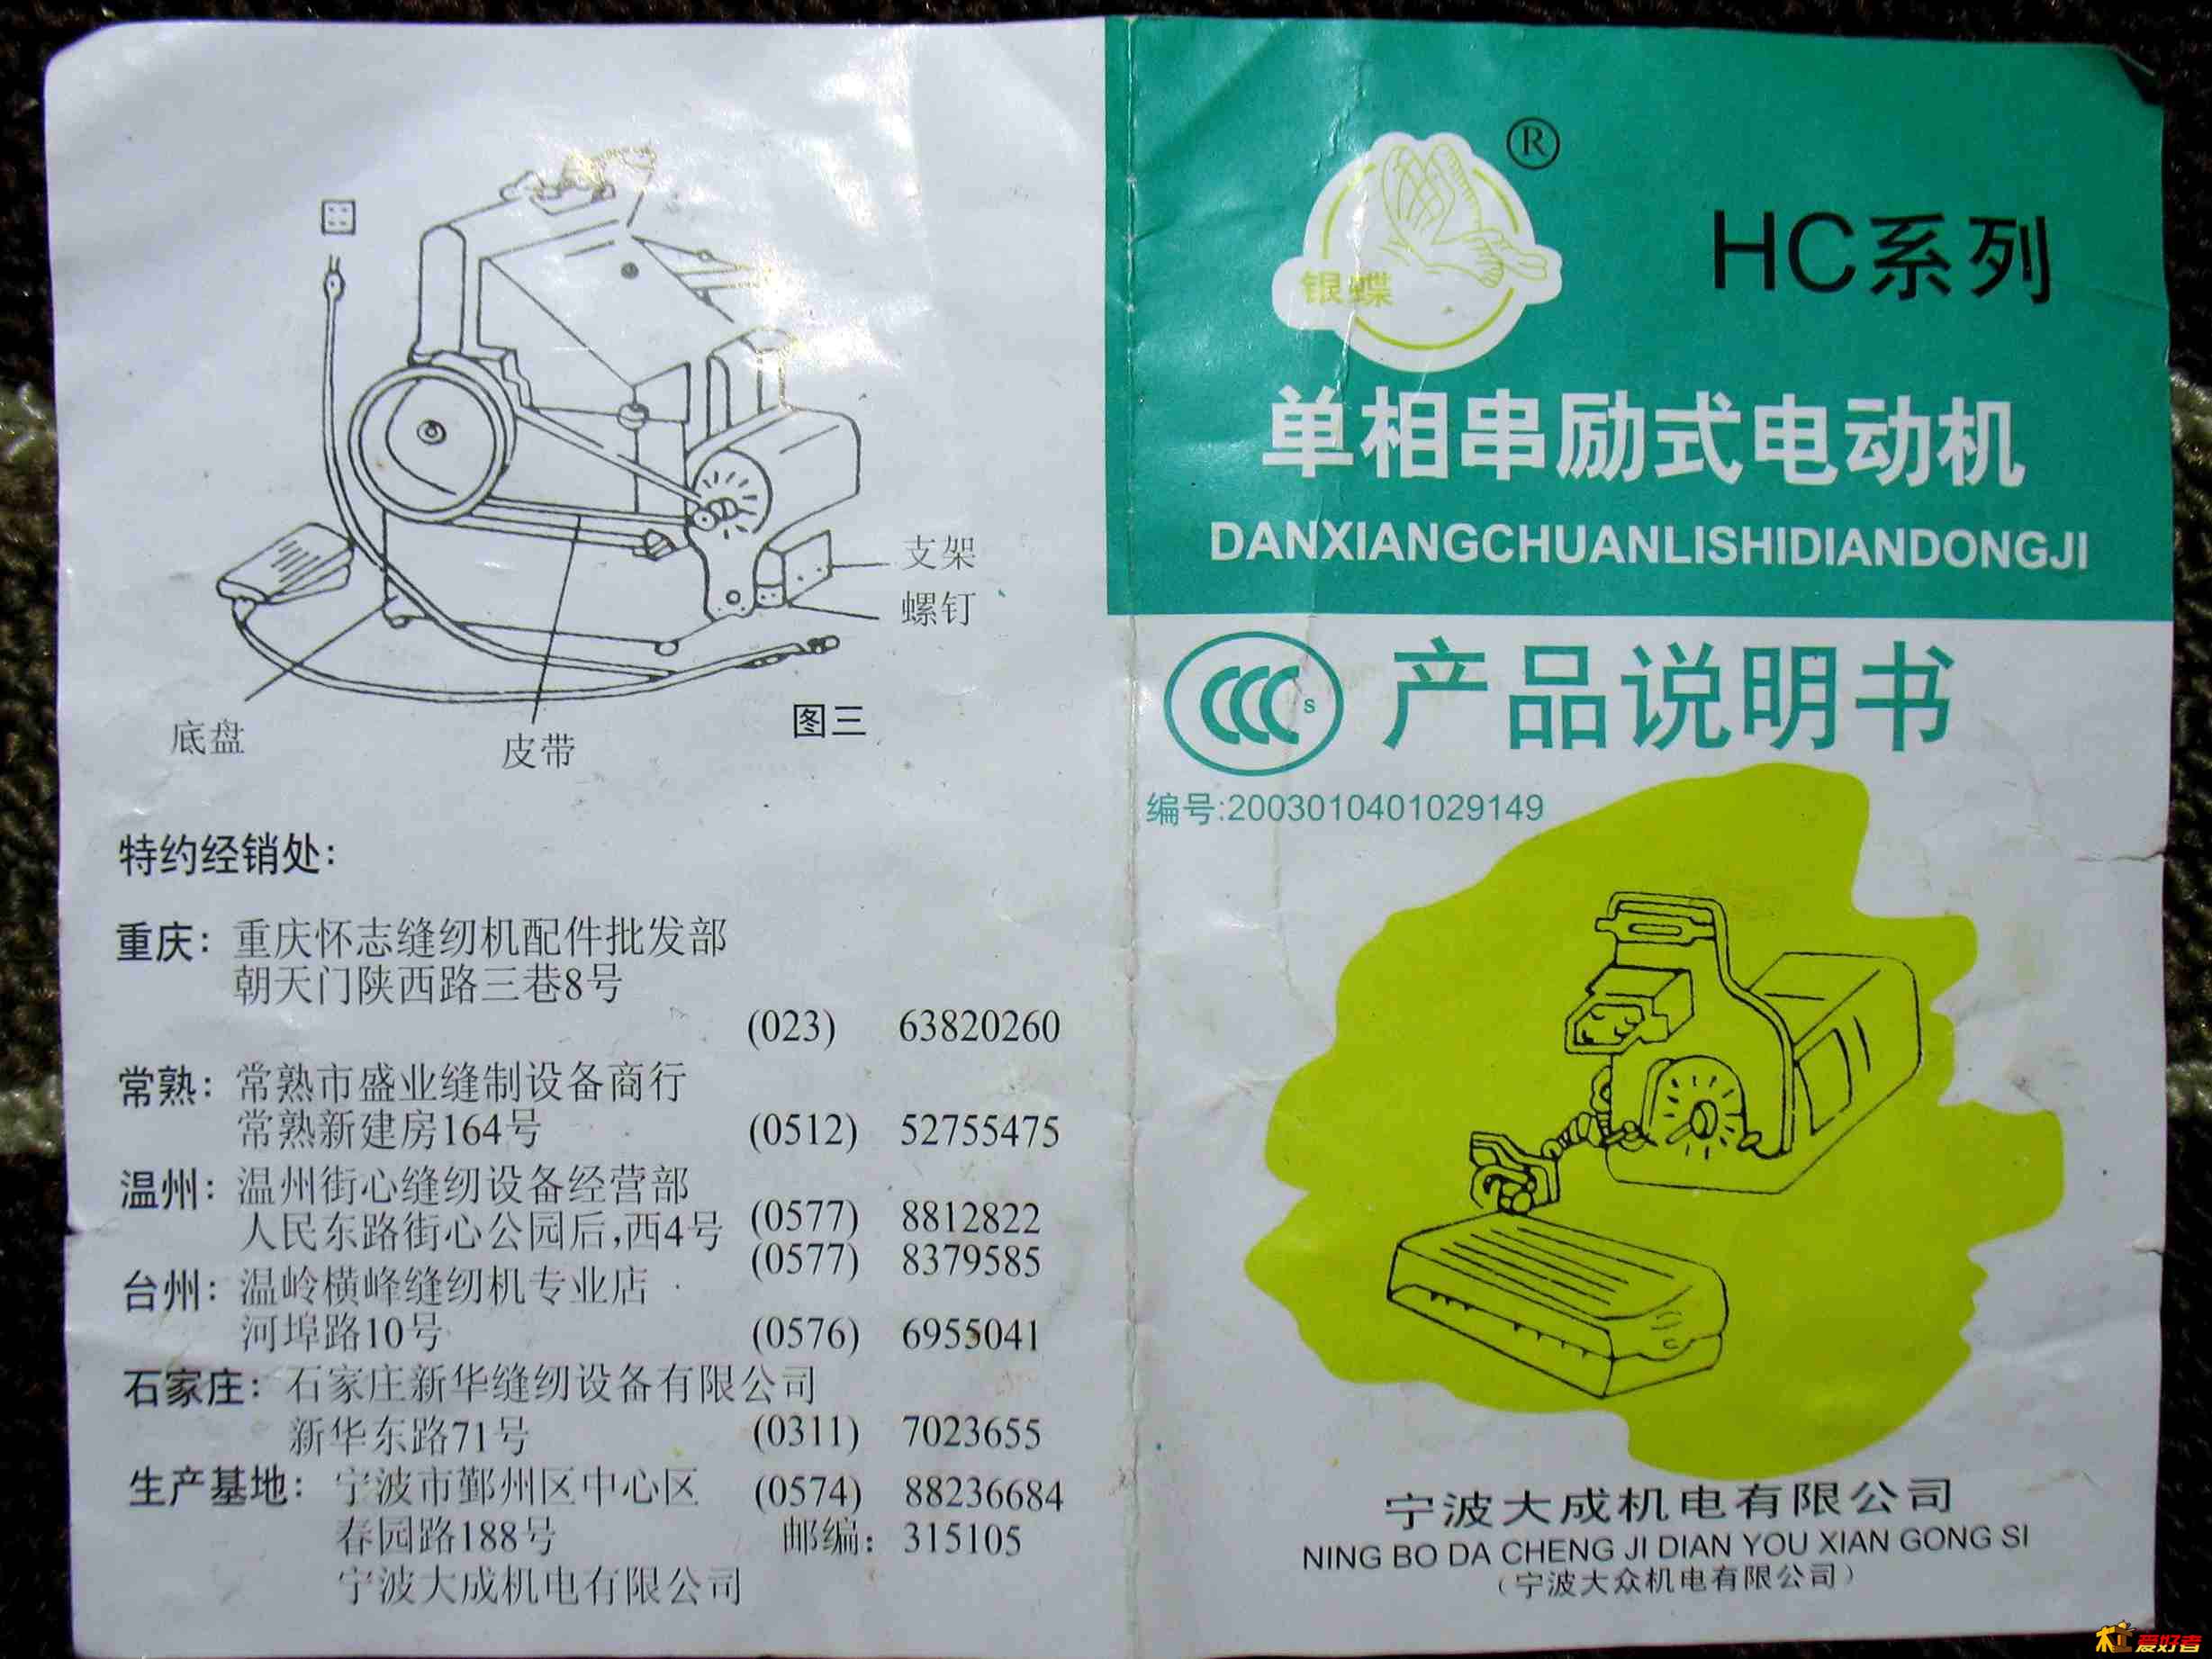 支架
螺钉
底盘
皮带
图三
特约经销处:
重庆: 重庆怀志缝纫机配件批发部
朝天门陕西路三巷8号
(023) 63820260
常熟: 常熟市盛业缝制设备商行
常熟新建房164号 (0512) 52755475
温州: 温州街心缝纫设备经营部
人民东路街心公园后,西4号 (0577) 8812822
(0577) 8379585
台州: 温岭横峰缝纫机专业店
河埠路10号 (0576) 6955041
石家庄: 石家庄新华缝纫设备有限公司
新华东路71号 (0311) 7023655
生产基地: 宁波市鄞州区中心区 (0574) 88236684
春园路188号 邮编: 315105
宁波大成机电有限公司
®
银蝶
HC系列
单相串励式电动机
DANXIANGCHUANLISHIDIANDONGJI
CCC S
产品说明书
编号:2003010401029149
宁波大成机电有限公司
NING BO DA CHENG JI DIAN YOU XIAN GONG SI
(宁波大众机电有限公司)
爱好者